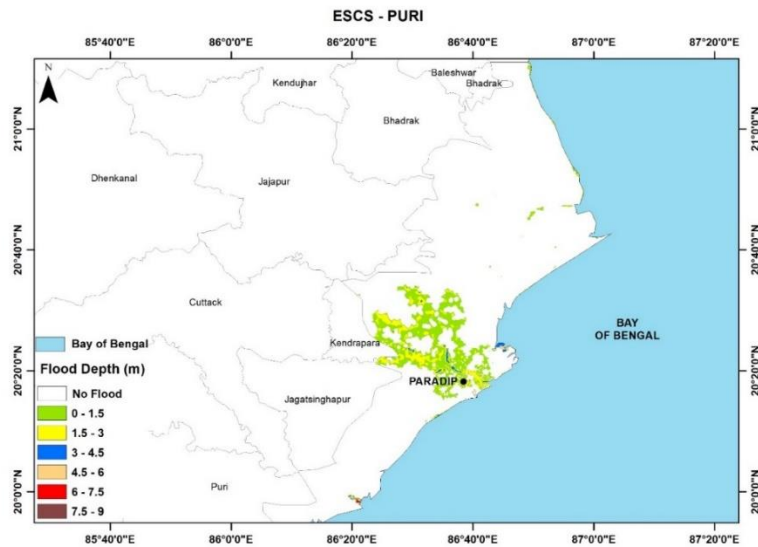 ESCS - PURI
85°40'0"E 86°0'0"E 86°20'0"E 86°40'0"E 87°0'0"E 87°20'0"E
N
Kendujhar
Baleshwar
Bhadrak
Bhadrak
21°0'0"N 21°0'0"N
Dhenkanal
Jajapur
20°40'0"N 20°40'0"N
Cuttack
BAY
OF BENGAL
Kendrapara
Bay of Bengal
Flood Depth (m)
20°20'0"N 20°20'0"N
PARADIP
No Flood
Jagatsinghapur
0 - 1.5
1.5 - 3
3 - 4.5
4.5 - 6
6 - 7.5
7.5 - 9
Puri
20°0'0"N 20°0'0"N
85°40'0"E 86°0'0"E 86°20'0"E 86°40'0"E 87°0'0"E 87°20'0"E